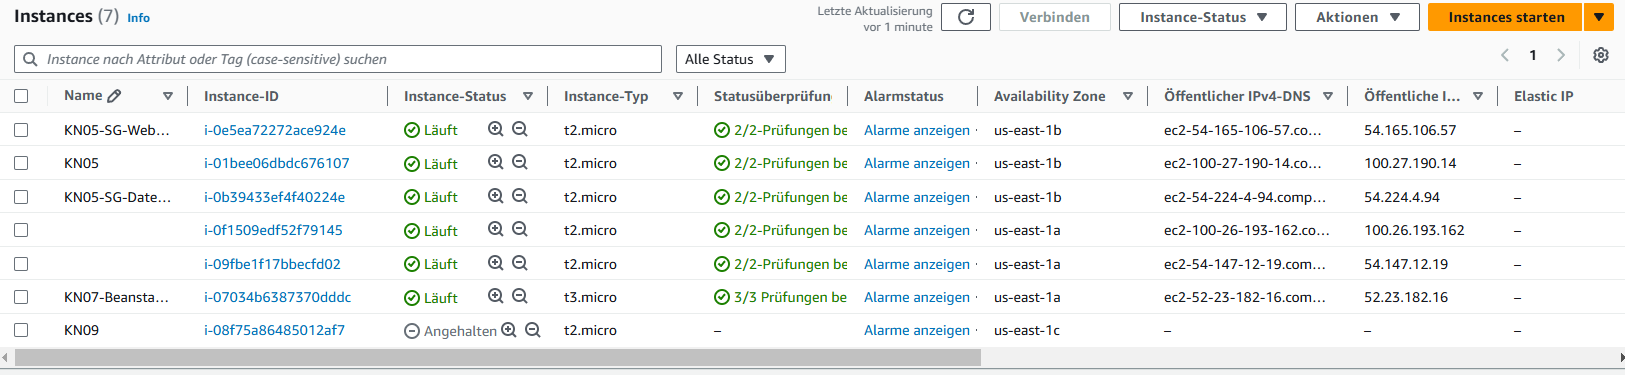 Instances (7) Info
Letzte Aktualisierung
vor 1 minute
Verbinden
Instance-Status
Aktionen
Instances starten
Instance nach Attribut oder Tag (case-sensitive) suchen
Alle Status
1
Name Instance-ID Instance-Status Instance-Typ Statusüberprüfun Alarmstatus Availability Zone Öffentlicher IPv4-DNS Öffentliche I... Elastic IP
KN05-SG-Web... i-0e5ea72272ace924e Läuft t2.micro 2/2-Prüfungen be Alarme anzeigen us-east-1b ec2-54-165-106-57.co... 54.165.106.57 –
KN05 i-01bee06dbdc676107 Läuft t2.micro 2/2-Prüfungen be Alarme anzeigen us-east-1b ec2-100-27-190-14.co... 100.27.190.14 –
KN05-SG-Date... i-0b39433ef4f40224e Läuft t2.micro 2/2-Prüfungen be Alarme anzeigen us-east-1b ec2-54-224-4-94.comp... 54.224.4.94 –
i-0f1509edf52f79145 Läuft t2.micro 2/2-Prüfungen be Alarme anzeigen us-east-1a ec2-100-26-193-162.co... 100.26.193.162 –
i-09fbe1f17bbecfd02 Läuft t2.micro 2/2-Prüfungen be Alarme anzeigen us-east-1a ec2-54-147-12-19.com... 54.147.12.19 –
KN07-Beansta... i-07034b6387370dddc Läuft t3.micro 3/3 Prüfungen be Alarme anzeigen us-east-1a ec2-52-23-182-16.com... 52.23.182.16 –
KN09 i-08f75a86485012af7 Angehalten t2.micro – Alarme anzeigen us-east-1c – – –